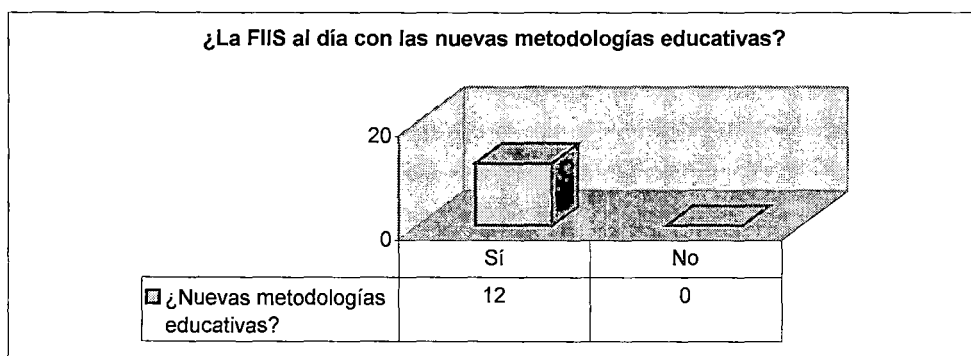 ¿La FIIS al día con las nuevas metodologías educativas?
20
0
Sí No
¿Nuevas metodologías 12 0
educativas?